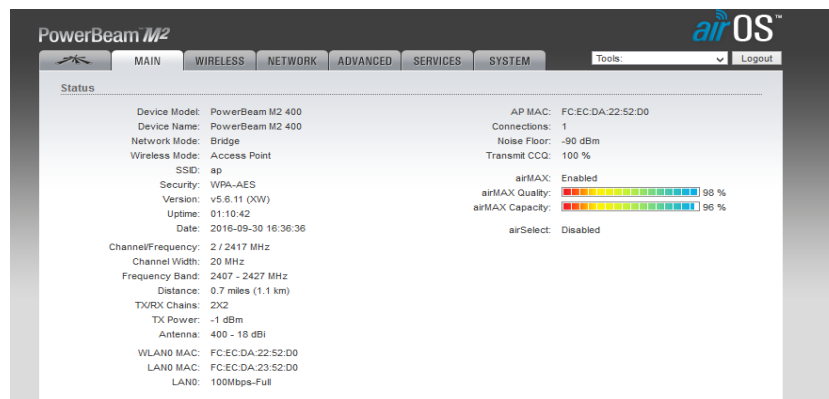 PowerBeam M2
airOS™
MAIN WIRELESS NETWORK ADVANCED SERVICES SYSTEM Tools: Logout
Status
Device Model: PowerBeam M2 400
Device Name: PowerBeam M2 400
Network Mode: Bridge
Wireless Mode: Access Point
SSID: ap
Security: WPA-AES
Version: v5.6.11 (XW)
Uptime: 01:10:42
Date: 2016-09-30 16:36:36
Channel/Frequency: 2 / 2417 MHz
Channel Width: 20 MHz
Frequency Band: 2407 - 2427 MHz
Distance: 0.7 miles (1.1 km)
TX/RX Chains: 2X2
TX Power: -1 dBm
Antenna: 400 - 18 dBi
WLAN0 MAC: FC:EC:DA:22:52:D0
LAN0 MAC: FC:EC:DA:23:52:D0
LAN0: 100Mbps-Full
AP MAC: FC:EC:DA:22:52:D0
Connections: 1
Noise Floor: -90 dBm
Transmit CCQ: 100 %
airMAX: Enabled
airMAX Quality: 98 %
airMAX Capacity: 96 %
airSelect: Disabled